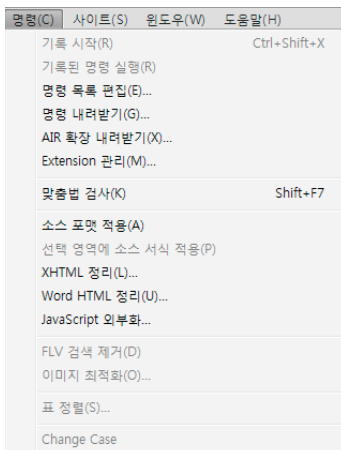 명령(C) 사이트(S) 윈도우(W) 도움말(H)
기록 시작(R) Ctrl+Shift+X
기록된 명령 실행(R)
명령 목록 편집(E)...
명령 내려받기(G)...
AIR 확장 내려받기(X)...
Extension 관리(M)...
맞춤법 검사(K) Shift+F7
소스 포맷 적용(A)
선택 영역에 소스 서식 적용(P)
XHTML 정리(L)...
Word HTML 정리(U)...
JavaScript 외부화...
FLV 검색 제거(D)
이미지 최적화(O)...
표 정렬(S)...
Change Case